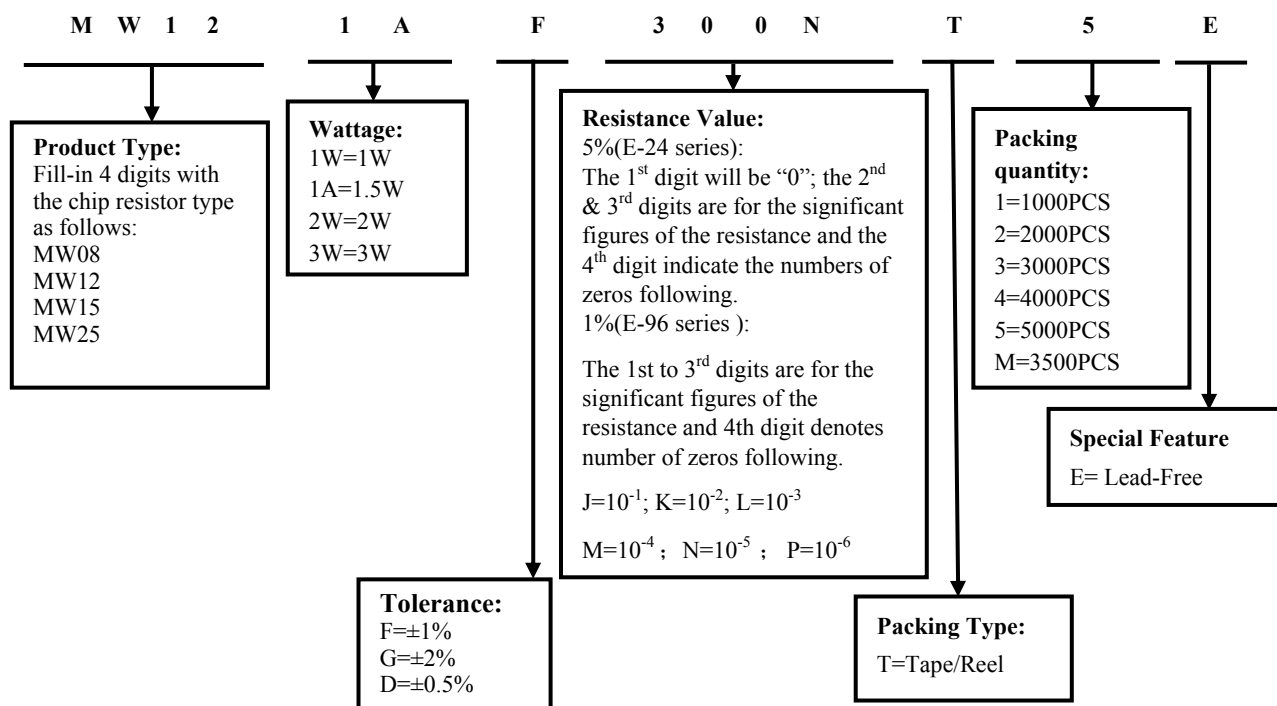 M W 1 2 1 A F 3 0 0 N T 5 E
Product Type:
Fill-in 4 digits with
the chip resistor type
as follows:
MW08
MW12
MW15
MW25
Wattage:
1W=1W
1A=1.5W
2W=2W
3W=3W
Resistance Value:
5%(E-24 series):
The 1st digit will be “0”; the 2nd
& 3rd digits are for the significant
figures of the resistance and the
4th digit indicate the numbers of
zeros following.
1%(E-96 series ):
The 1st to 3rd digits are for the
significant figures of the
resistance and 4th digit denotes
number of zeros following.
J=10-1; K=10-2; L=10-3
M=10-4 ； N=10-5 ； P=10-6
Packing
quantity:
1=1000PCS
2=2000PCS
3=3000PCS
4=4000PCS
5=5000PCS
M=3500PCS
Special Feature
E= Lead-Free
Tolerance:
F=±1%
G=±2%
D=±0.5%
Packing Type:
T=Tape/Reel